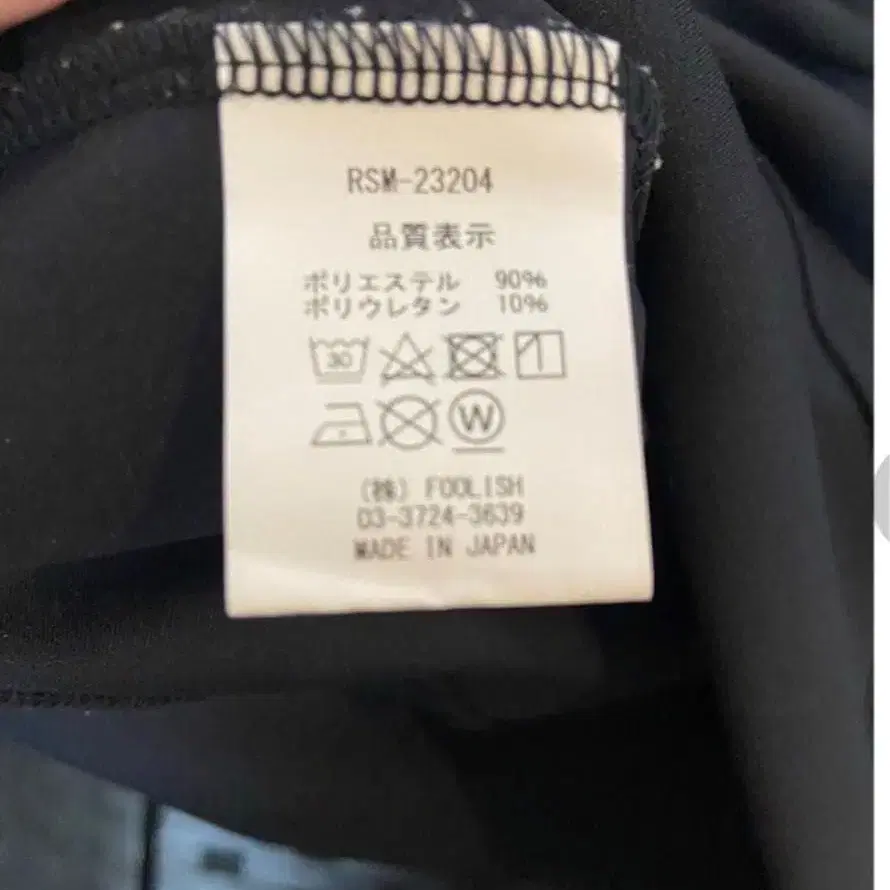 RSM-23204
品質表示
ポリエステル 90%
ポリウレタン 10%
30
W
(株) FOOLISH
03-3724-3639
MADE IN JAPAN